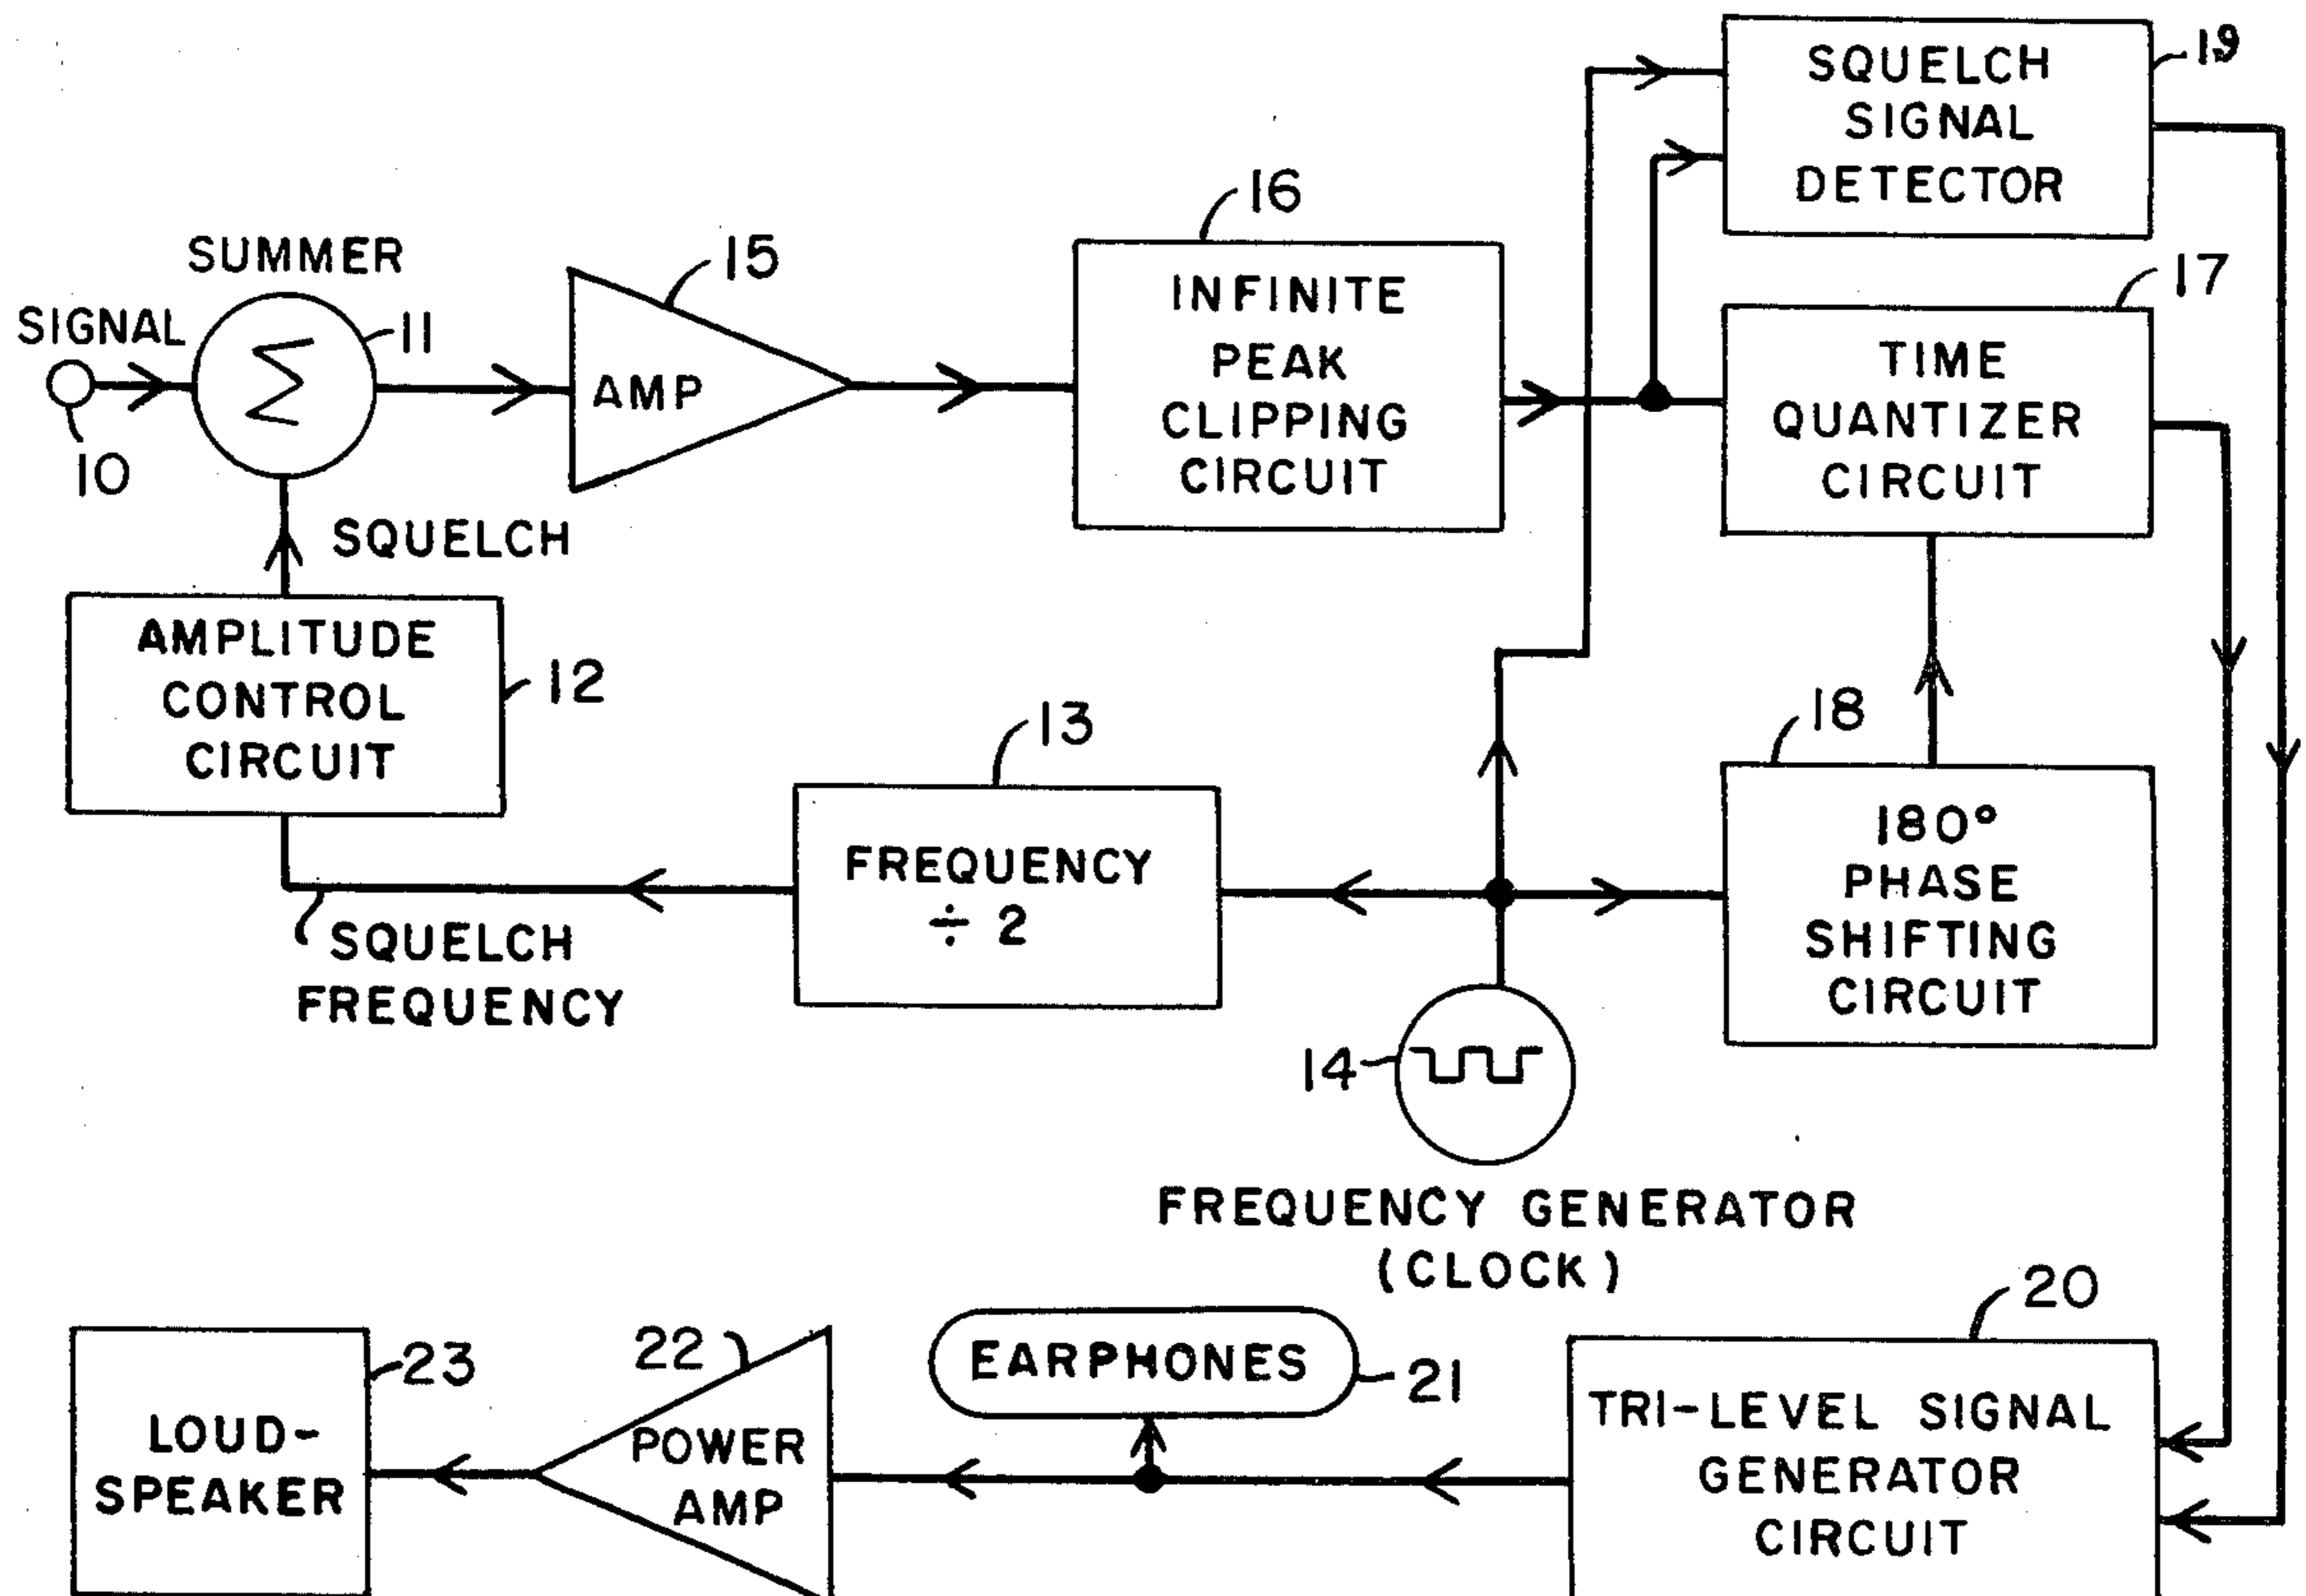 SQUELCH
SIGNAL
DETECTOR
19
16
SUMMER
15
SIGNAL
11
Σ
AMP
10
INFINITE
PEAK
CLIPPING
CIRCUIT
17
TIME
QUANTIZER
CIRCUIT
SQUELCH
AMPLITUDE
CONTROL
CIRCUIT
12
13
18
FREQUENCY
÷ 2
180°
PHASE
SHIFTING
CIRCUIT
SQUELCH
FREQUENCY
14
FREQUENCY GENERATOR
(CLOCK)
20
LOUD-
SPEAKER
23
22
POWER
AMP
EARPHONES
21
TRI-LEVEL SIGNAL
GENERATOR
CIRCUIT